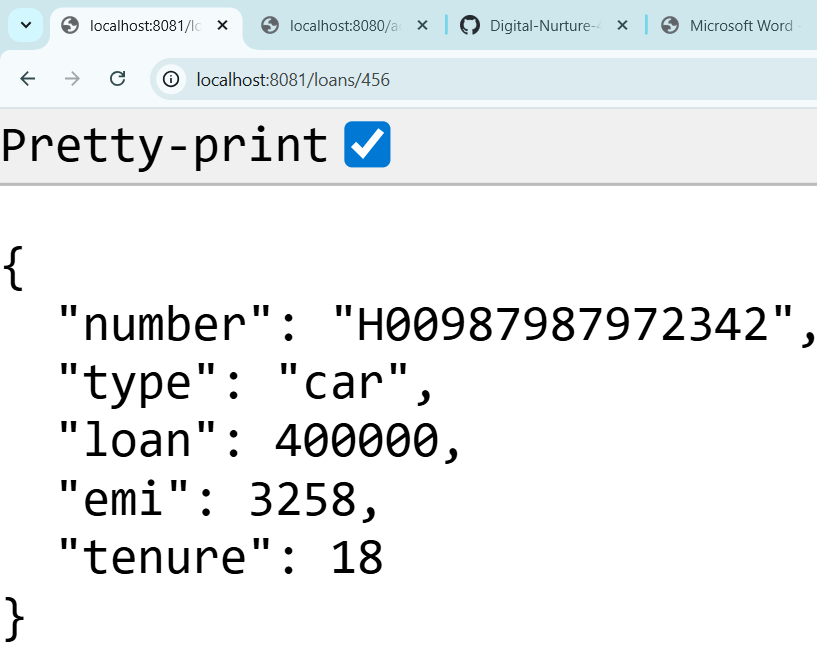 localhost:8081/lo
localhost:8080/a
Digital-Nurture-4
Microsoft Word -
localhost:8081/loans/456
Pretty-print
{
"number": "H00987987972342",
"type": "car",
"loan": 400000,
"emi": 3258,
"tenure": 18
}